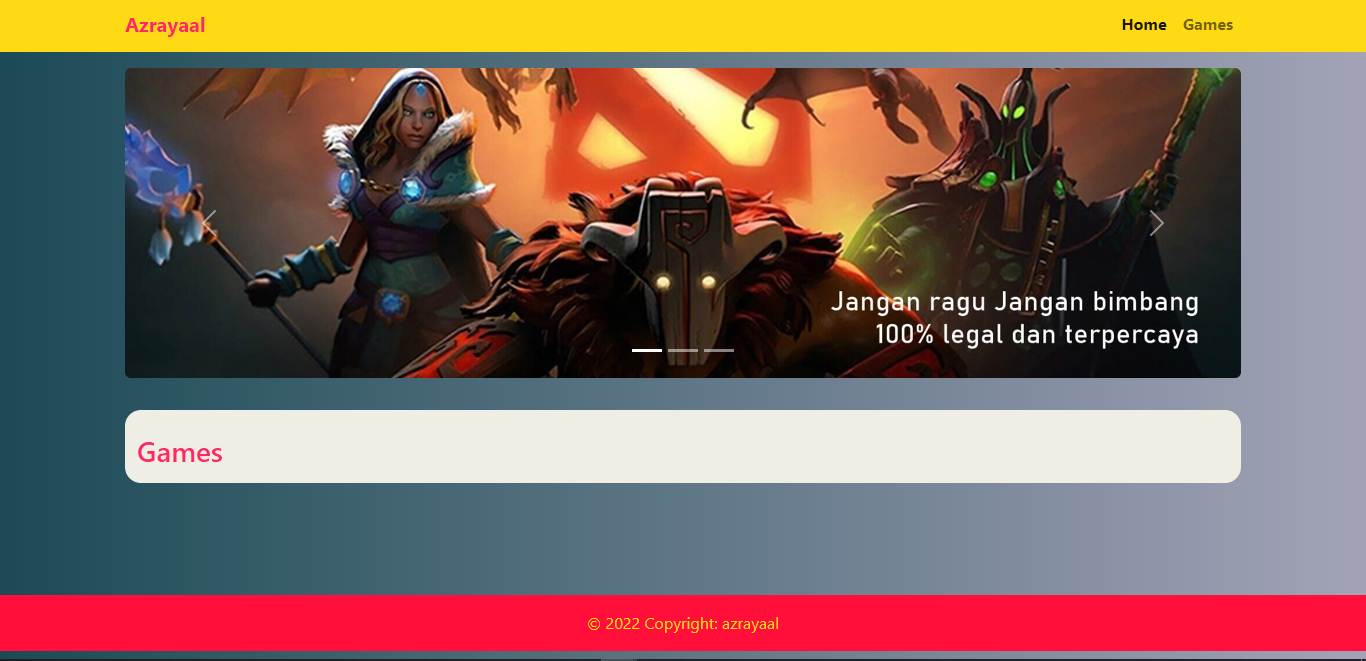 Azrayaal
Home Games
Jangan ragu Jangan bimbang
100% legal dan terpercaya
Games
© 2022 Copyright: azrayaal